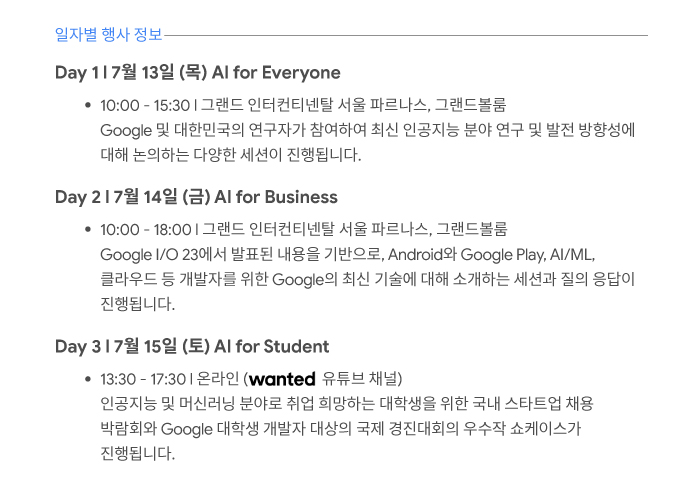 일자별 행사 정보
Day 1 | 7월 13일 (목) AI for Everyone
• 10:00 - 15:30 | 그랜드 인터컨티넨탈 서울 파르나스, 그랜드볼룸
Google 및 대한민국의 연구자가 참여하여 최신 인공지능 분야 연구 및 발전 방향성에
대해 논의하는 다양한 세션이 진행됩니다.
Day 2 | 7월 14일 (금) AI for Business
• 10:00 - 18:00 | 그랜드 인터컨티넨탈 서울 파르나스, 그랜드볼룸
Google I/O 23에서 발표된 내용을 기반으로, Android와 Google Play, AI/ML,
클라우드 등 개발자를 위한 Google의 최신 기술에 대해 소개하는 세션과 질의 응답이
진행됩니다.
Day 3 | 7월 15일 (토) AI for Student
• 13:30 - 17:30 | 온라인 (wanted 유튜브 채널)
인공지능 및 머신러닝 분야로 취업 희망하는 대학생을 위한 국내 스타트업 채용
박람회와 Google 대학생 개발자 대상의 국제 경진대회의 우수작 쇼케이스가
진행됩니다.